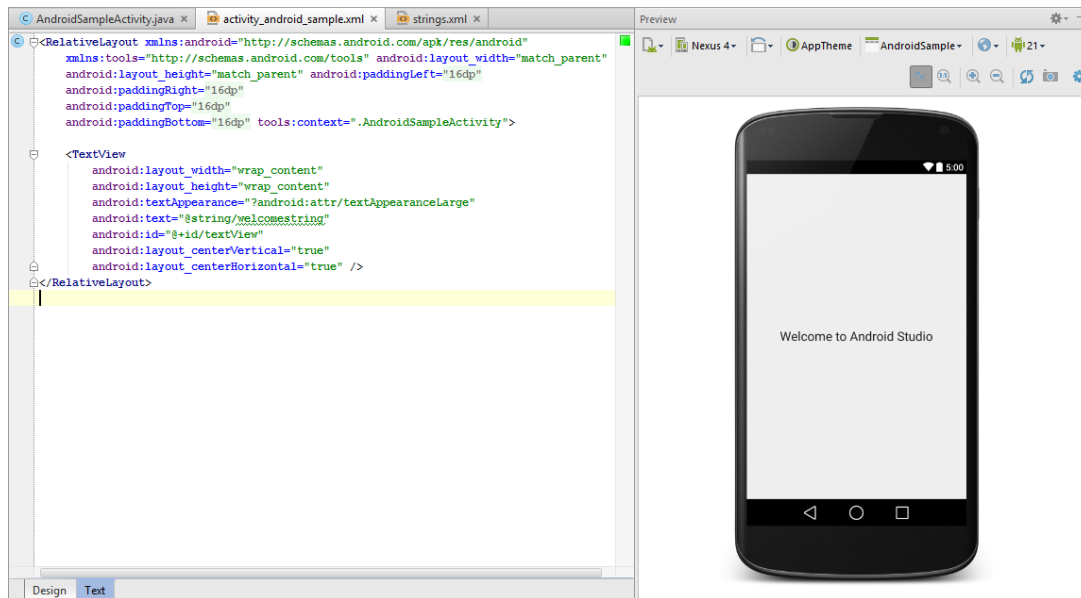 AndroidSampleActivity.java
activity_android_sample.xml
strings.xml
<RelativeLayout xmlns:android="http://schemas.android.com/apk/res/android"
xmlns:tools="http://schemas.android.com/tools" android:layout_width="match_parent"
android:layout_height="match_parent" android:paddingLeft="16dp"
android:paddingRight="16dp"
android:paddingTop="16dp"
android:paddingBottom="16dp" tools:context=".AndroidSampleActivity">
<TextView
android:layout_width="wrap_content"
android:layout_height="wrap_content"
android:textAppearance="?android:attr/textAppearanceLarge"
android:text="@string/welcomestring"
android:id="@+id/textView"
android:layout_centerVertical="true"
android:layout_centerHorizontal="true" />
</RelativeLayout>
Design Text
Preview
Nexus 4 AppTheme AndroidSample 21
1:1
5:00
Welcome to Android Studio